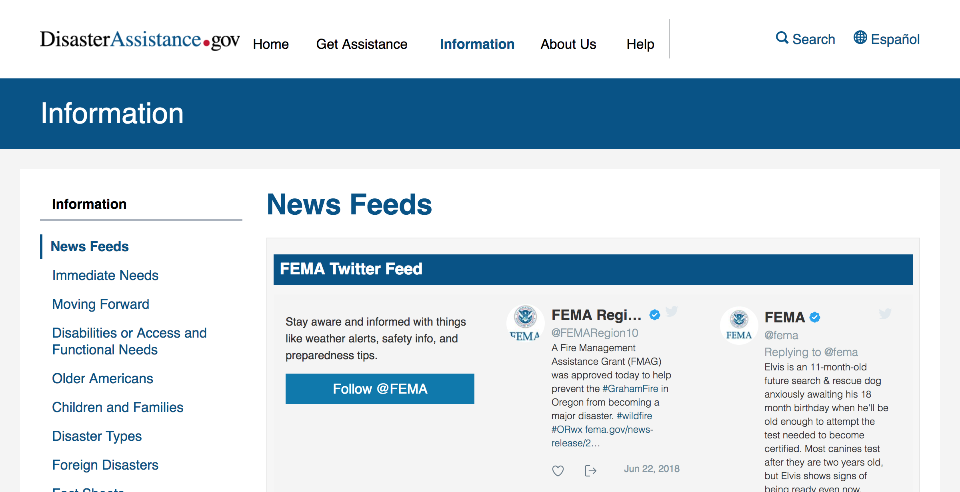 DisasterAssistance.gov
Home
Get Assistance
Information
About Us
Help
Search
Español
Information
Information
News Feeds
Immediate Needs
Moving Forward
Disabilities or Access and
Functional Needs
Older Americans
Children and Families
Disaster Types
Foreign Disasters
Fact Sheets
News Feeds
FEMA Twitter Feed
Stay aware and informed with things
like weather alerts, safety info, and
preparedness tips.
Follow @FEMA
FEMA
FEMA Regi...
@FEMARegion10
A Fire Management
Assistance Grant (FMAG)
was approved today to help
prevent the #GrahamFire in
Oregon from becoming a
major disaster. #wildfire
#ORwx fema.gov/news-
release/2…
Jun 22, 2018
FEMA
FEMA
@fema
Replying to @fema
Elvis is an 11-month-old
future search & rescue dog
anxiously awaiting his 18
month birthday when he'll be
old enough to attempt the
test needed to become
certified. Most canines test
after they are two years old,
but Elvis shows signs of
being ready even now.